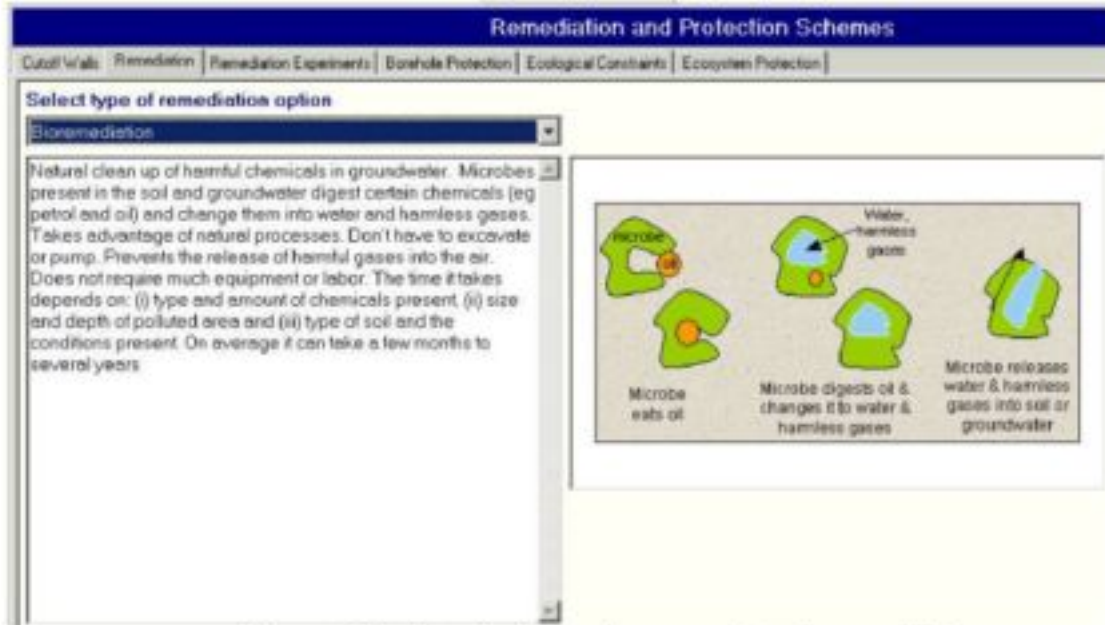 Remediation and Protection Schemes
Cutoff Walls Remediation Remediation Experiments Borehole Protection Ecological Constraints Ecosystem Protection
Select type of remediation option
Bioremediation
Natural clean up of harmful chemicals in groundwater. Microbes
present in the soil and groundwater digest certain chemicals (eg
petrol and oil) and change them into water and harmless gases.
Takes advantage of natural processes. Don't have to excavate
or pump. Prevents the release of harmful gases into the air.
Does not require much equipment or labor. The time it takes
depends on: (i) type and amount of chemicals present, (ii) size
and depth of polluted area and (iii) type of soil and the
conditions present. On average it can take a few months to
several years
microbe
oil
Water,
harmless
gases
Microbe
eats oil
Microbe digests oil &
changes it to water &
harmless gases
Microbe releases
water & harmless
gases into soil or
groundwater